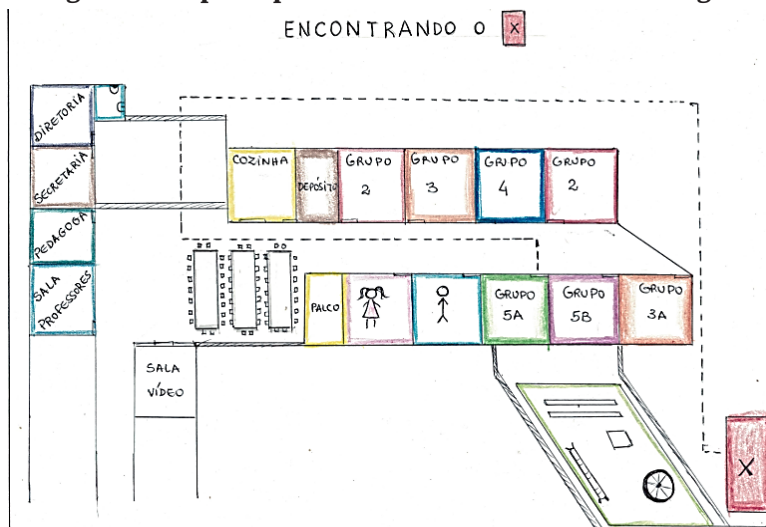 ENCONTRANDO O X
DIRETORIA
SECRETARIA
PEDAGOGA
SALA
PROFESSORES
COZINHA
DEPÓSITO
GRUPO
2
GRUPO
3
GRUPO
4
GRUPO
2
PALCO
GRUPO
5A
GRUPO
5B
GRUPO
3A
SALA
VÍDEO
X